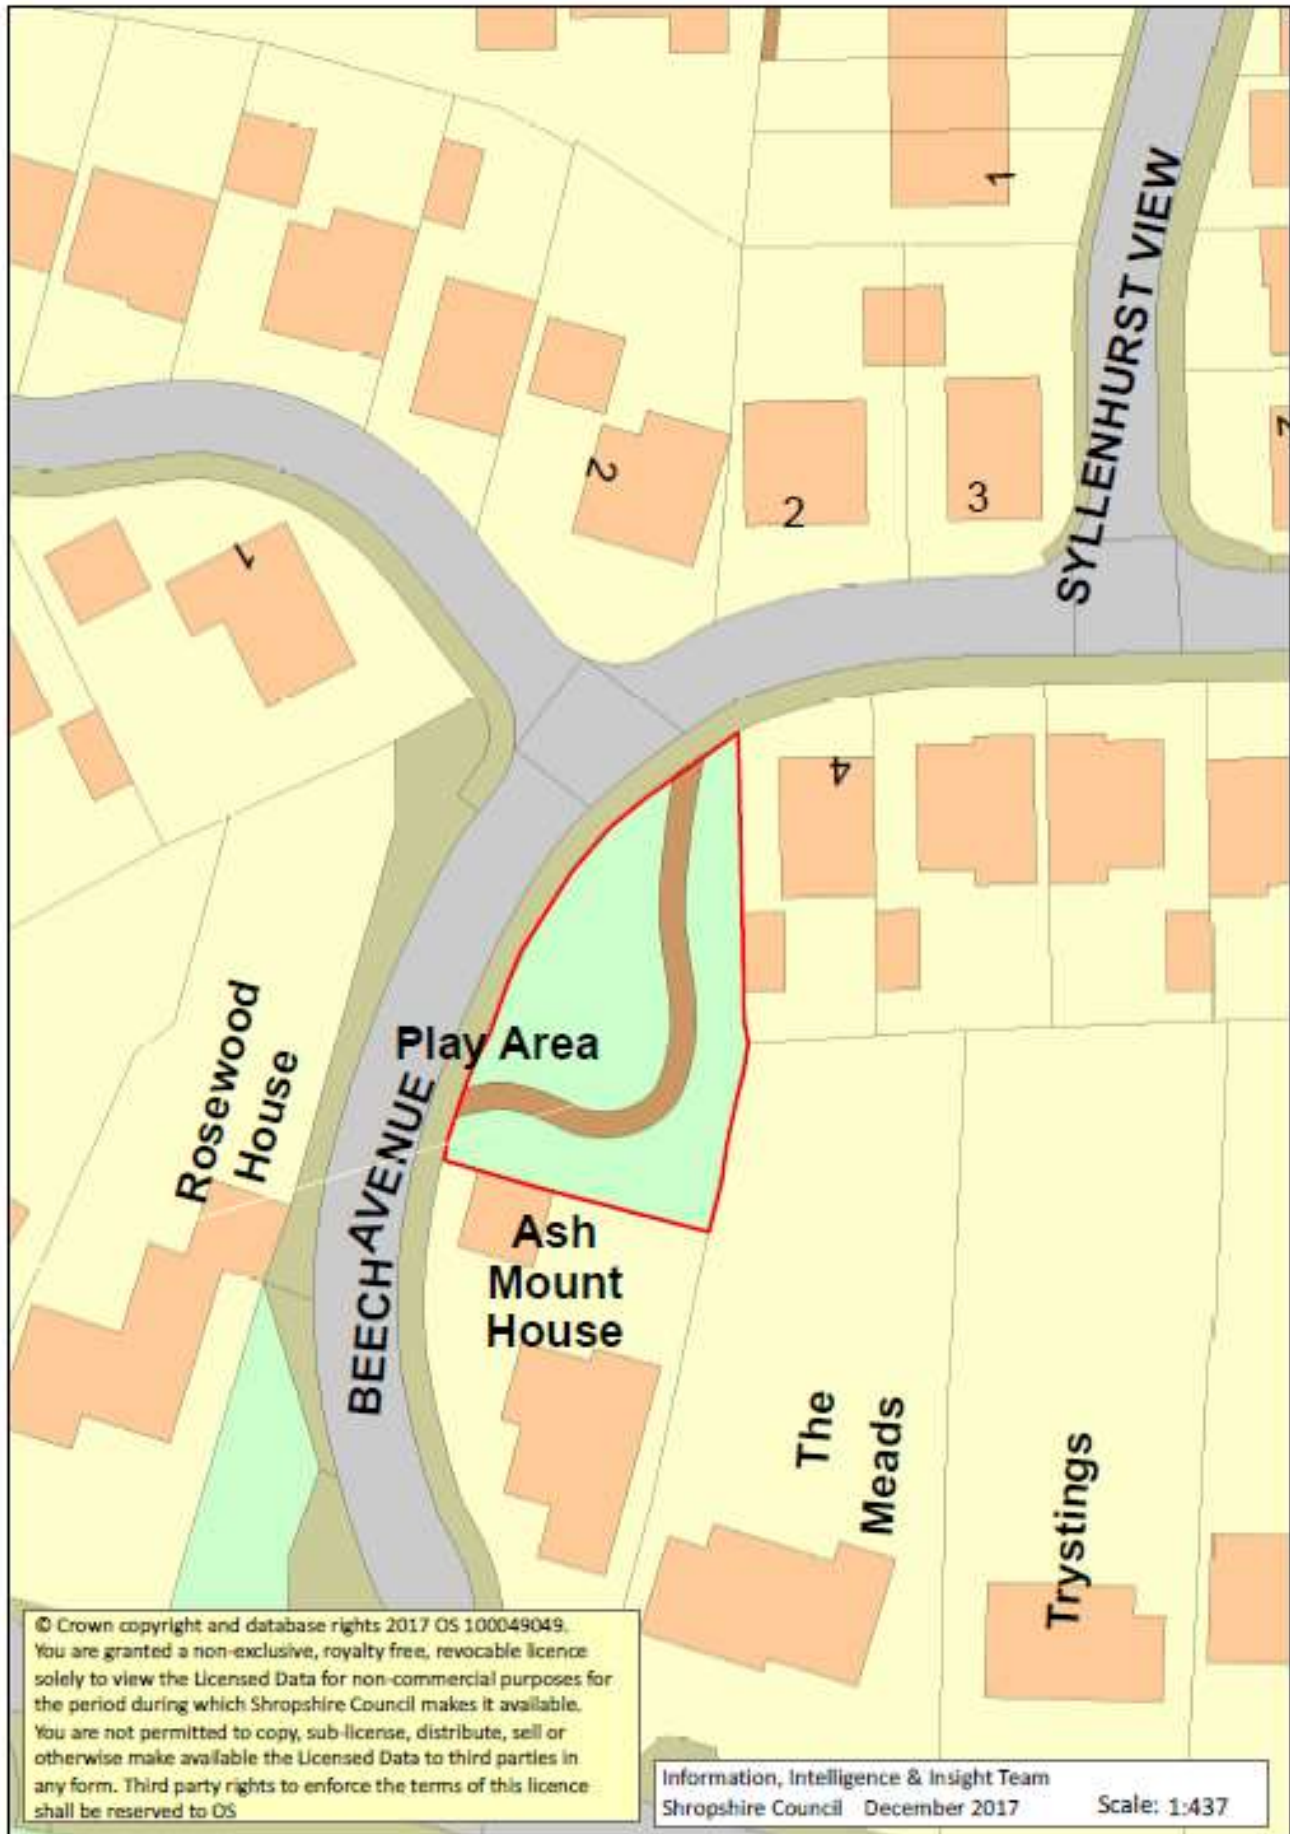 1
SYLLENHURST VIEW
2
2
3
2
1
4
Rosewood
House
Play Area
BEECH AVENUE
Ash
Mount
House
The
Meads
Trystings
© Crown copyright and database rights 2017 OS 100049049.
You are granted a non-exclusive, royalty free, revocable licence
solely to view the Licensed Data for non-commercial purposes for
the period during which Shropshire Council makes it available.
You are not permitted to copy, sub-license, distribute, sell or
otherwise make available the Licensed Data to third parties in
any form. Third party rights to enforce the terms of this licence
shall be reserved to OS
Information, Intelligence & Insight Team
Shropshire Council December 2017 Scale: 1:437